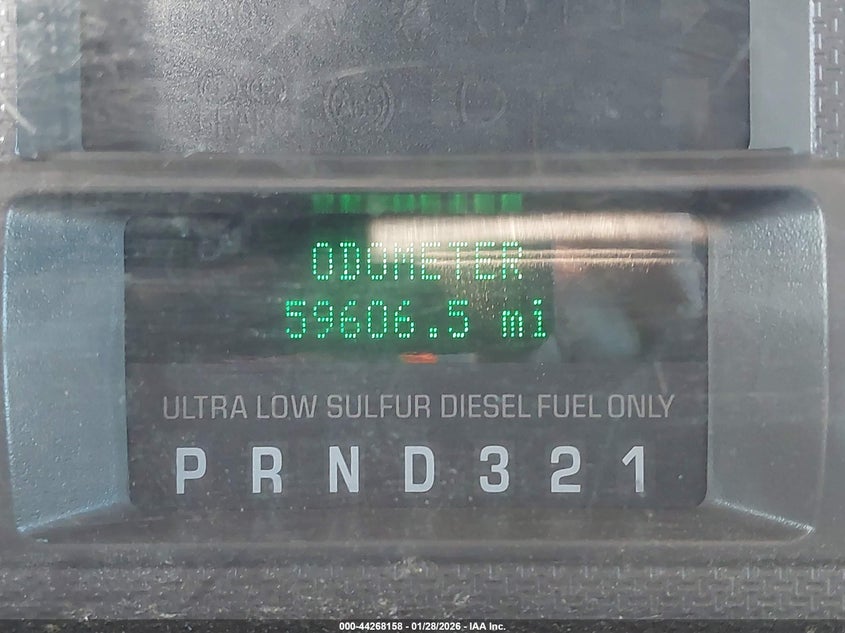 ODOMETER
59606.5 mi
ULTRA LOW SULFUR DIESEL FUEL ONLY
P R N D 3 2 1
000-44268158 - 01/28/2026 - IAA Inc.